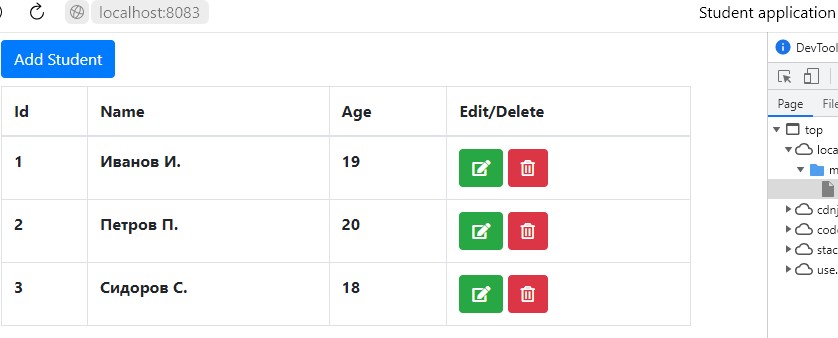 localhost:8083 Student application
Add Student
DevTool
Id Name Age Edit/Delete
Page File
top
1 Иванов И. 19
loca
m
2 Петров П. 20
cdnj
code
stac
use.
3 Сидоров С. 18